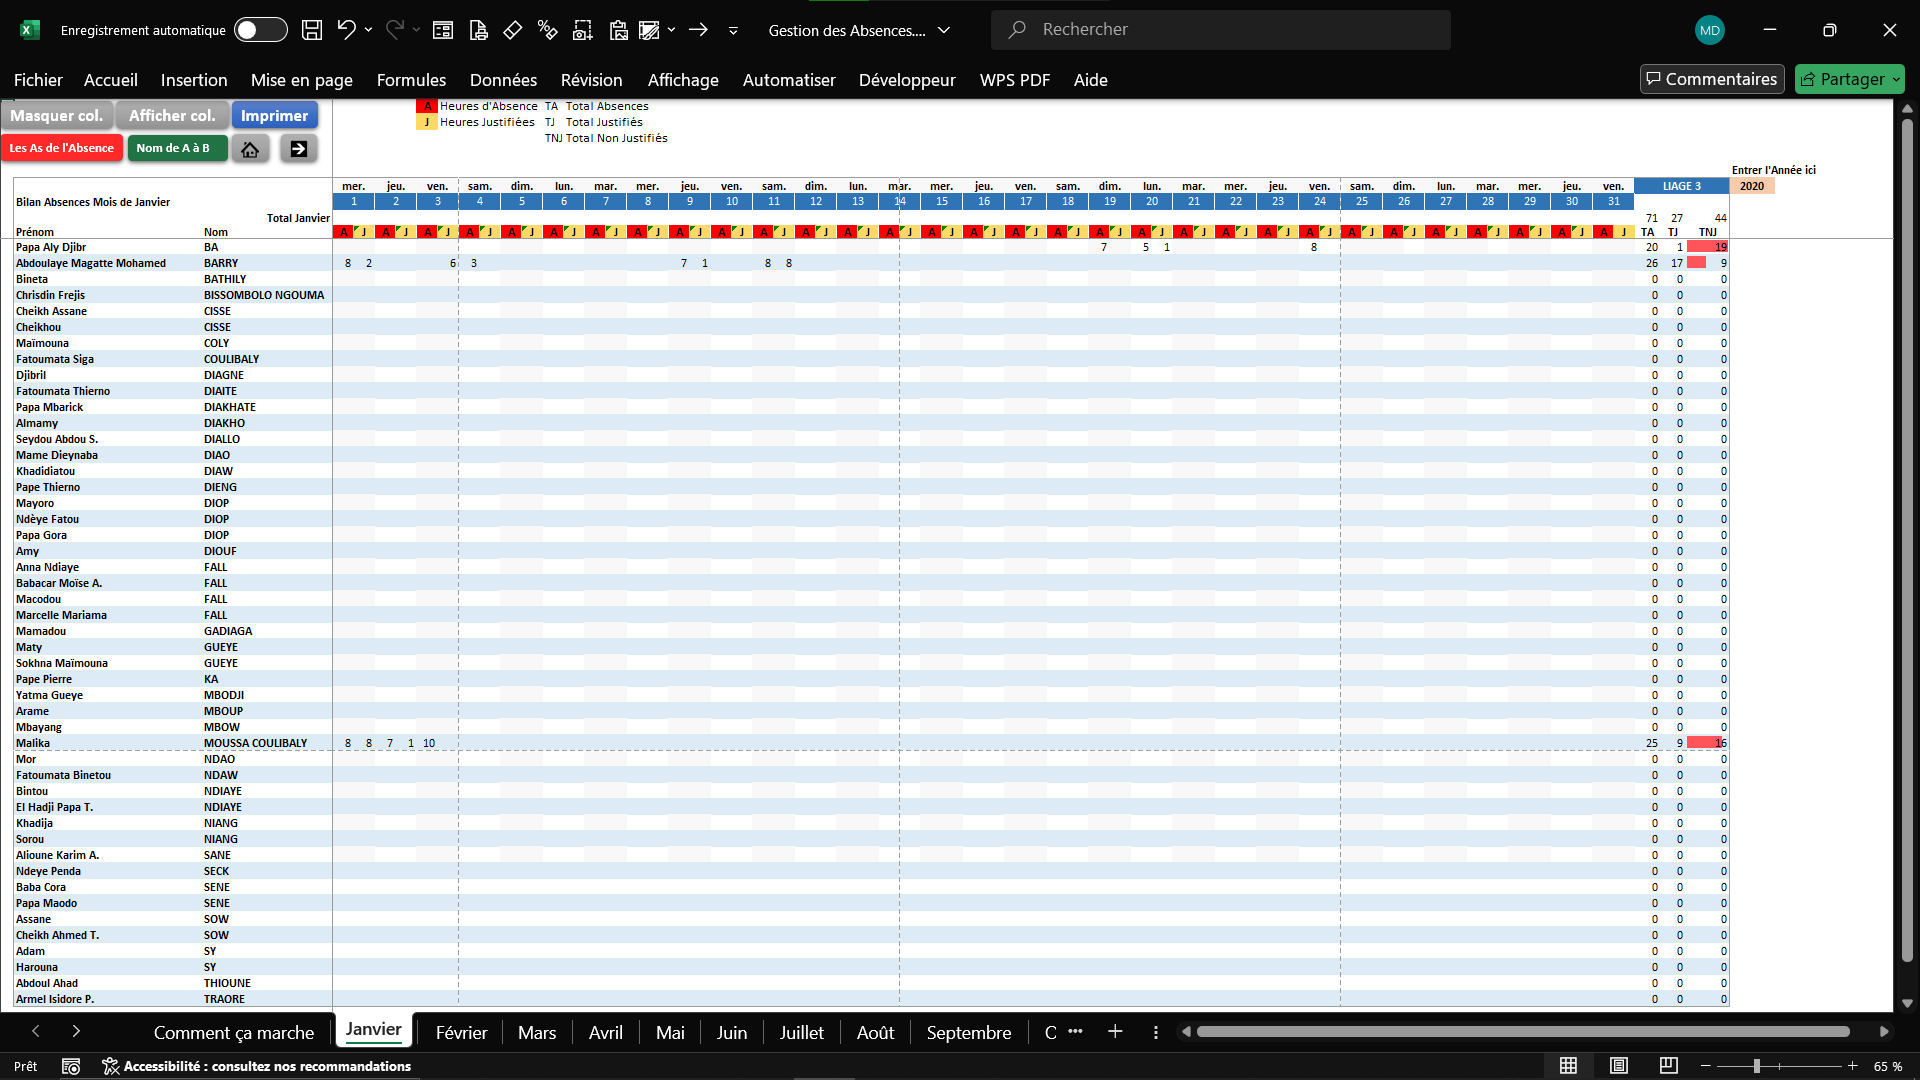 Enregistrement automatique
Gestion des Absences....
Rechercher
MD
Fichier Accueil Insertion Mise en page Formules Données Révision Affichage Automatiser Développeur WPS PDF Aide
Commentaires Partager
Masquer col. Afficher col. Imprimer
Les As de l'Absence Nom de A à B
A Heures d'Absence TA Total Absences
J Heures Justifiées TJ Total Justifiés
TNJ Total Non Justifiés
Entrer l'Année ici
mer. jeu. ven. sam. dim. lun. mar. mer. jeu. ven. sam. dim. lun. mar. mer. jeu. ven. sam. dim. lun. mar. mer. jeu. ven. sam. dim. lun. mar. mer. jeu. ven. LIAGE 3 2020
Bilan Absences Mois de Janvier 1 2 3 4 5 6 7 8 9 10 11 12 13 14 15 16 17 18 19 20 21 22 23 24 25 26 27 28 29 30 31
Total Janvier 71 27 44
Prénom Nom A J A J A J A J A J A J A J A J A J A J A J A J A J A J A J A J A J A J A J A J A J A J A J A J A J A J A J A J A J A J A J TA TJ TNJ
Papa Aly Djibr BA 7 5 1 8 20 1 19
Abdoulaye Magatte Mohamed BARRY 8 2 6 3 7 1 8 8 26 17 9
Bineta BATHILY 0 0 0
Chrisdin Frejis BISSOMBOLO NGOUMA 0 0 0
Cheikh Assane CISSE 0 0 0
Cheikhou CISSE 0 0 0
Maïmouna COLY 0 0 0
Fatoumata Siga COULIBALY 0 0 0
Djibril DIAGNE 0 0 0
Fatoumata Thierno DIAITE 0 0 0
Papa Mbarick DIAKHATE 0 0 0
Almamy DIAKHO 0 0 0
Seydou Abdou S. DIALLO 0 0 0
Mame Dieynaba DIAO 0 0 0
Khadidiatou DIAW 0 0 0
Pape Thierno DIENG 0 0 0
Mayoro DIOP 0 0 0
Ndèye Fatou DIOP 0 0 0
Papa Gora DIOP 0 0 0
Amy DIOUF 0 0 0
Anna Ndiaye FALL 0 0 0
Babacar Moïse A. FALL 0 0 0
Macodou FALL 0 0 0
Marcelle Mariama FALL 0 0 0
Mamadou GADIAGA 0 0 0
Maty GUEYE 0 0 0
Sokhna Maïmouna GUEYE 0 0 0
Pape Pierre KA 0 0 0
Yatma Gueye MBODJI 0 0 0
Arame MBOUP 0 0 0
Mbayang MBOW 0 0 0
Malika MOUSSA COULIBALY 8 8 7 1 10 25 9 16
Mor NDAO 0 0 0
Fatoumata Binetou NDAW 0 0 0
Bintou NDIAYE 0 0 0
El Hadji Papa T. NDIAYE 0 0 0
Khadija NIANG 0 0 0
Sorou NIANG 0 0 0
Alioune Karim A. SANE 0 0 0
Ndeye Penda SECK 0 0 0
Baba Cora SENE 0 0 0
Papa Maodo SENE 0 0 0
Assane SOW 0 0 0
Cheikh Ahmed T. SOW 0 0 0
Adam SY 0 0 0
Harouna SY 0 0 0
Abdoul Ahad THIOUNE 0 0 0
Armel Isidore P. TRAORE 0 0 0
Comment ça marche Janvier Février Mars Avril Mai Juin Juillet Août Septembre O ...
Prêt Accessibilité : consultez nos recommandations 65 %